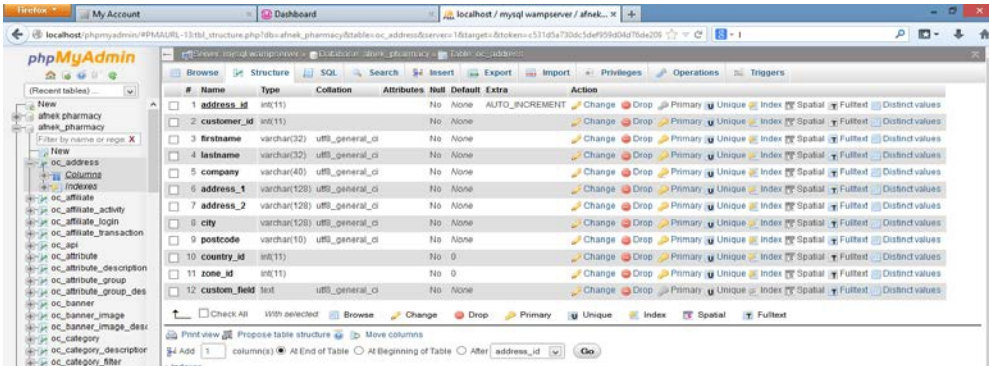 Firefox
My Account
Dashboard
localhost / mysql wampserver / afnek...
localhost/phpmyadmin/#PMAURL-13:tbl_structure.php?db=afnek_pharmacy&table=oc_address&server=1&target=&token=
phpMyAdmin
(Recent tables) ...
New
afnek pharmacy
afnek_pharmacy
Filter by name or regex X
New
oc_address
Columns
Indexes
oc_affiliate
oc_affiliate_activity
oc_affiliate_login
oc_affiliate_transaction
oc_api
oc_attribute
oc_attribute_description
oc_attribute_group
oc_attribute_group_des
oc_banner
oc_banner_image
oc_banner_image_desc
oc_category
oc_category_description
oc_category_filter
Server: mysql wampserver » Database: afnek_pharmacy » Table: oc_address
Browse Structure SQL Search Insert Export Import Privileges Operations Triggers
# Name Type Collation Attributes Null Default Extra Action
1 address_id int(11) No None AUTO_INCREMENT Change Drop Primary Unique Index Spatial Fulltext Distinct values
2 customer_id int(11) No None Change Drop Primary Unique Index Spatial Fulltext Distinct values
3 firstname varchar(32) utf8_general_ci No None Change Drop Primary Unique Index Spatial Fulltext Distinct values
4 lastname varchar(32) utf8_general_ci No None Change Drop Primary Unique Index Spatial Fulltext Distinct values
5 company varchar(40) utf8_general_ci No None Change Drop Primary Unique Index Spatial Fulltext Distinct values
6 address_1 varchar(128) utf8_general_ci No None Change Drop Primary Unique Index Spatial Fulltext Distinct values
7 address_2 varchar(128) utf8_general_ci No None Change Drop Primary Unique Index Spatial Fulltext Distinct values
8 city varchar(128) utf8_general_ci No None Change Drop Primary Unique Index Spatial Fulltext Distinct values
9 postcode varchar(10) utf8_general_ci No None Change Drop Primary Unique Index Spatial Fulltext Distinct values
10 country_id int(11) No 0 Change Drop Primary Unique Index Spatial Fulltext Distinct values
11 zone_id int(11) No 0 Change Drop Primary Unique Index Spatial Fulltext Distinct values
12 custom_field text utf8_general_ci No None Change Drop Primary Unique Index Spatial Fulltext Distinct values
Check All With selected: Browse Change Drop Primary Unique Index Spatial Fulltext
Print view Propose table structure Move columns
Add 1 column(s) At End of Table At Beginning of Table After address_id Go